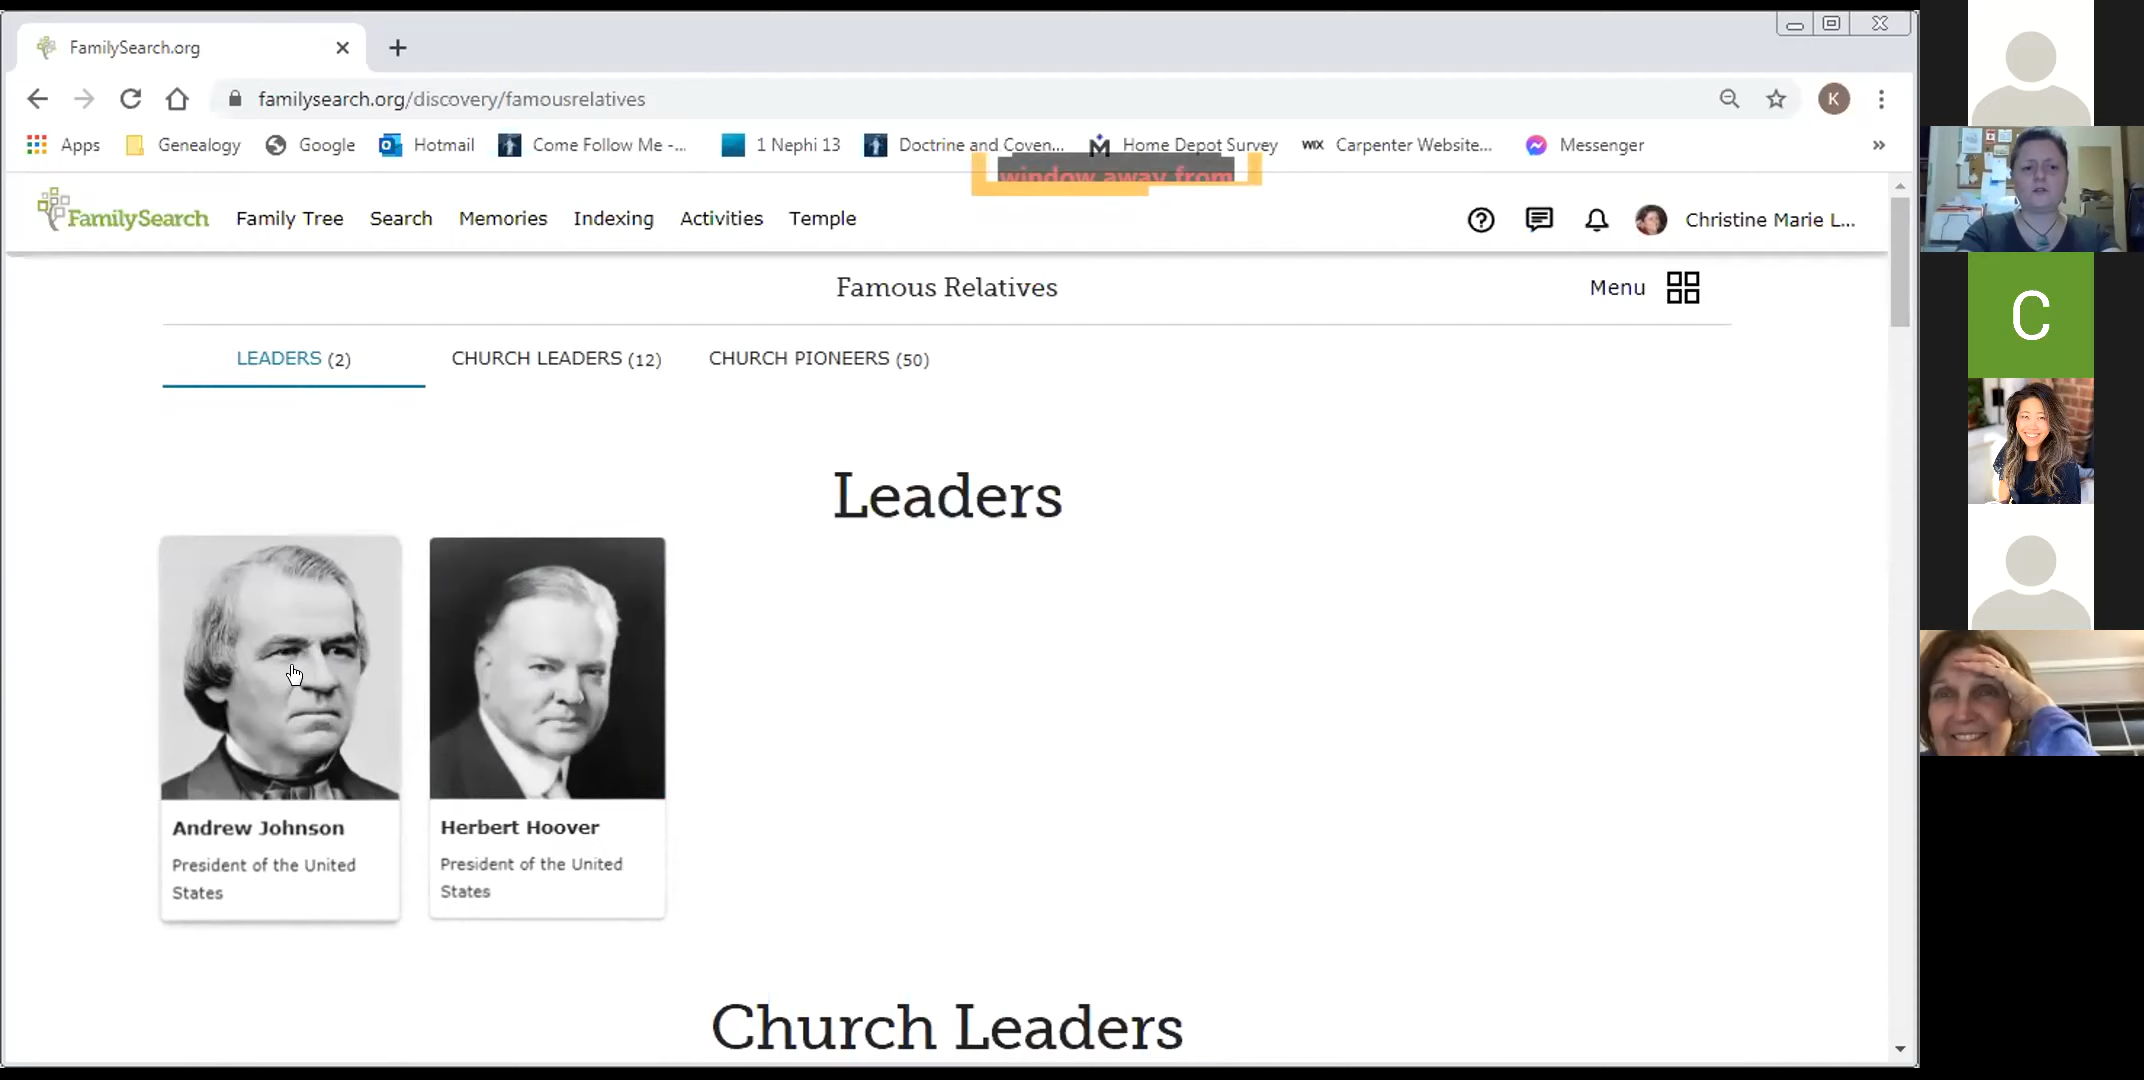 FamilySearch.org
familysearch.org/discovery/famousrelatives
K
Apps Genealogy Google Hotmail Come Follow Me -... 1 Nephi 13 Doctrine and Coven... Home Depot Survey WIX Carpenter Website... Messenger »
window away from
FamilySearch Family Tree Search Memories Indexing Activities Temple Christine Marie L...
Famous Relatives
Menu
LEADERS (2) CHURCH LEADERS (12) CHURCH PIONEERS (50)
Leaders
Andrew Johnson
President of the United
States
Herbert Hoover
President of the United
States
Church Leaders
C